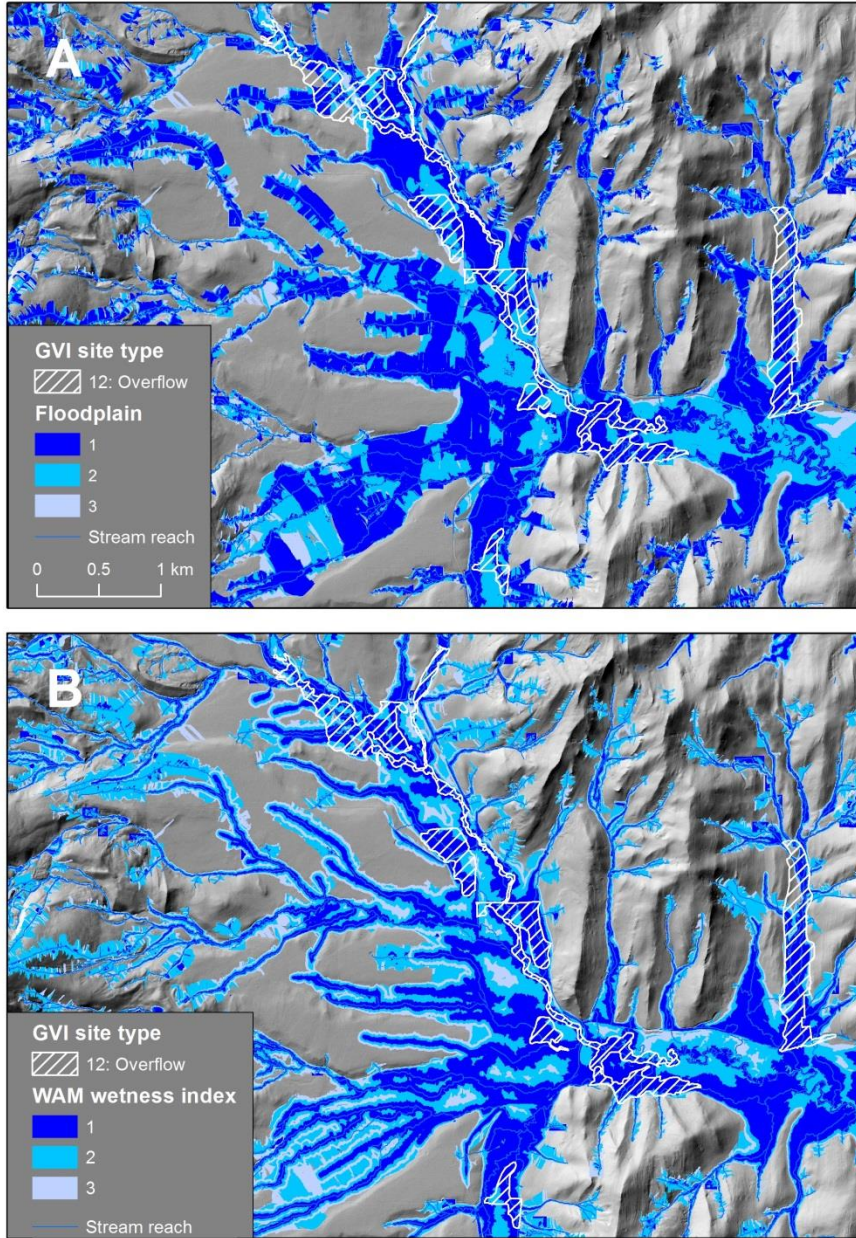 A
GVI site type
12: Overflow
Floodplain
1
2
3
Stream reach
0 0.5 1 km
B
GVI site type
12: Overflow
WAM wetness index
1
2
3
Stream reach